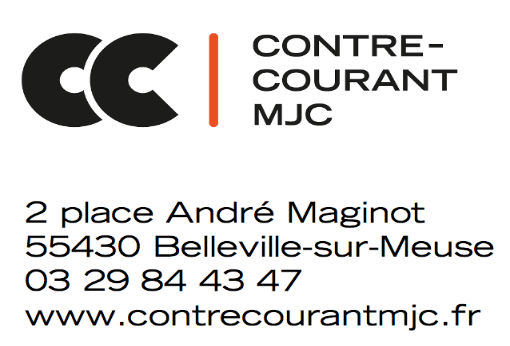 CC
CONTRE-
COURANT
MJC
2 place André Maginot
55430 Belleville-sur-Meuse
03 29 84 43 47
www.contrecourantmjc.fr